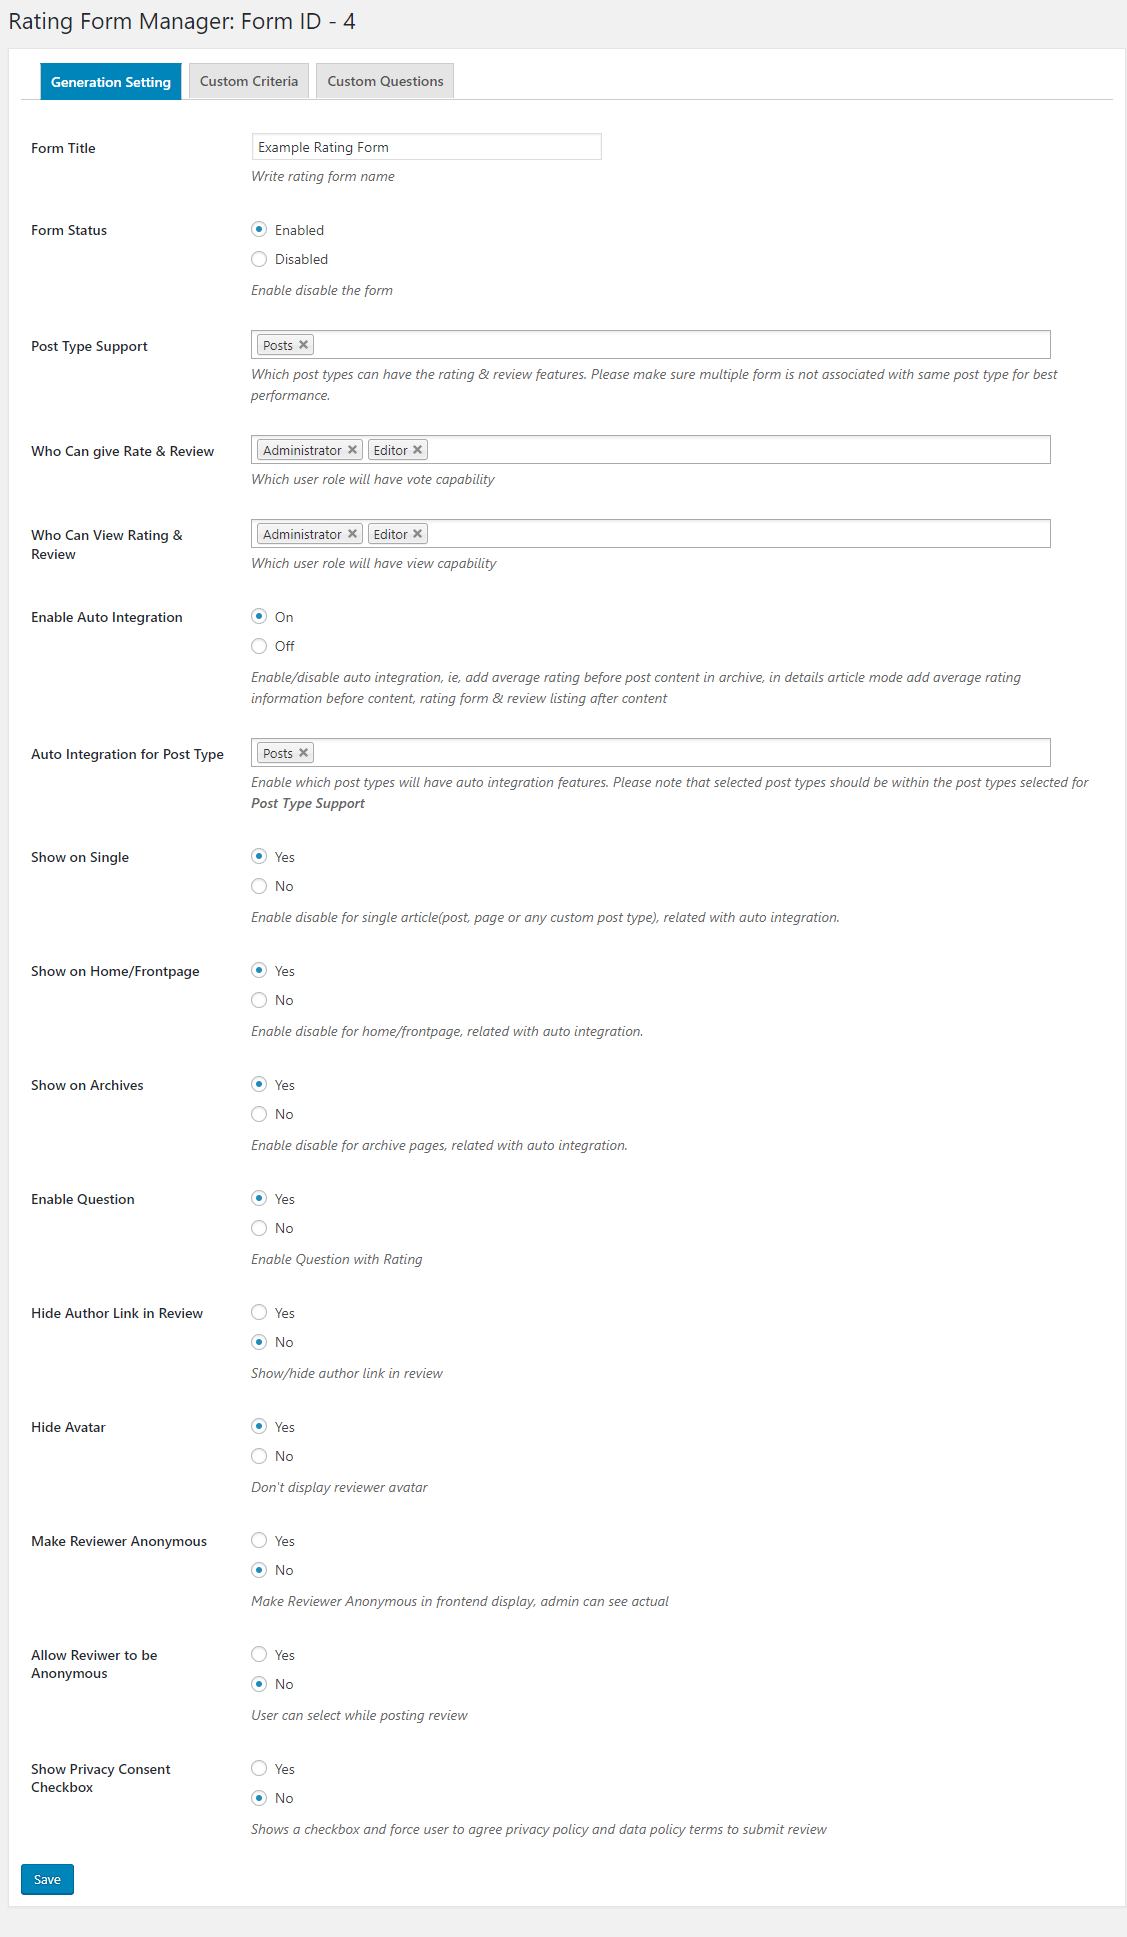 Rating Form Manager: Form ID - 4
Generation Setting
Custom Criteria
Custom Questions
Form Title
Example Rating Form
Write rating form name
Form Status
Enabled
Disabled
Enable disable the form
Post Type Support
Posts
Which post types can have the rating & review features. Please make sure multiple form is not associated with same post type for best
performance.
Who Can give Rate & Review
Administrator
Editor
Which user role will have vote capability
Who Can View Rating &
Review
Administrator
Editor
Which user role will have view capability
Enable Auto Integration
On
Off
Enable/disable auto integration, ie, add average rating before post content in archive, in details article mode add average rating
information before content, rating form & review listing after content
Auto Integration for Post Type
Posts
Enable which post types will have auto integration features. Please note that selected post types should be within the post types selected for
Post Type Support
Show on Single
Yes
No
Enable disable for single article(post, page or any custom post type), related with auto integration.
Show on Home/Frontpage
Yes
No
Enable disable for home/frontpage, related with auto integration.
Show on Archives
Yes
No
Enable disable for archive pages, related with auto integration.
Enable Question
Yes
No
Enable Question with Rating
Hide Author Link in Review
Yes
No
Show/hide author link in review
Hide Avatar
Yes
No
Don't display reviewer avatar
Make Reviewer Anonymous
Yes
No
Make Reviewer Anonymous in frontend display, admin can see actual
Allow Reviwer to be
Anonymous
Yes
No
User can select while posting review
Show Privacy Consent
Checkbox
Yes
No
Shows a checkbox and force user to agree privacy policy and data policy terms to submit review
Save